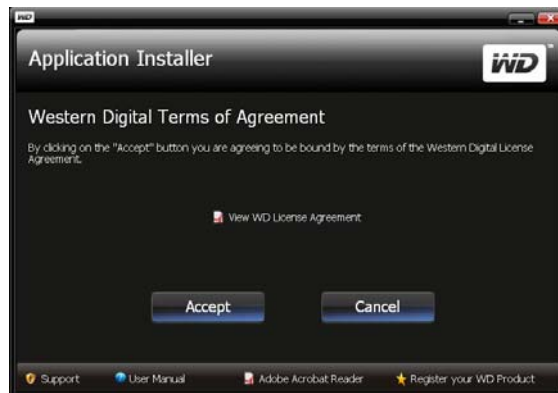 WD
Application Installer
WD
Western Digital Terms of Agreement
By clicking on the "Accept" button you are agreeing to be bound by the terms of the Western Digital License
Agreement.
View WD License Agreement
Accept Cancel
Support User Manual Adobe Acrobat Reader Register your WD Product